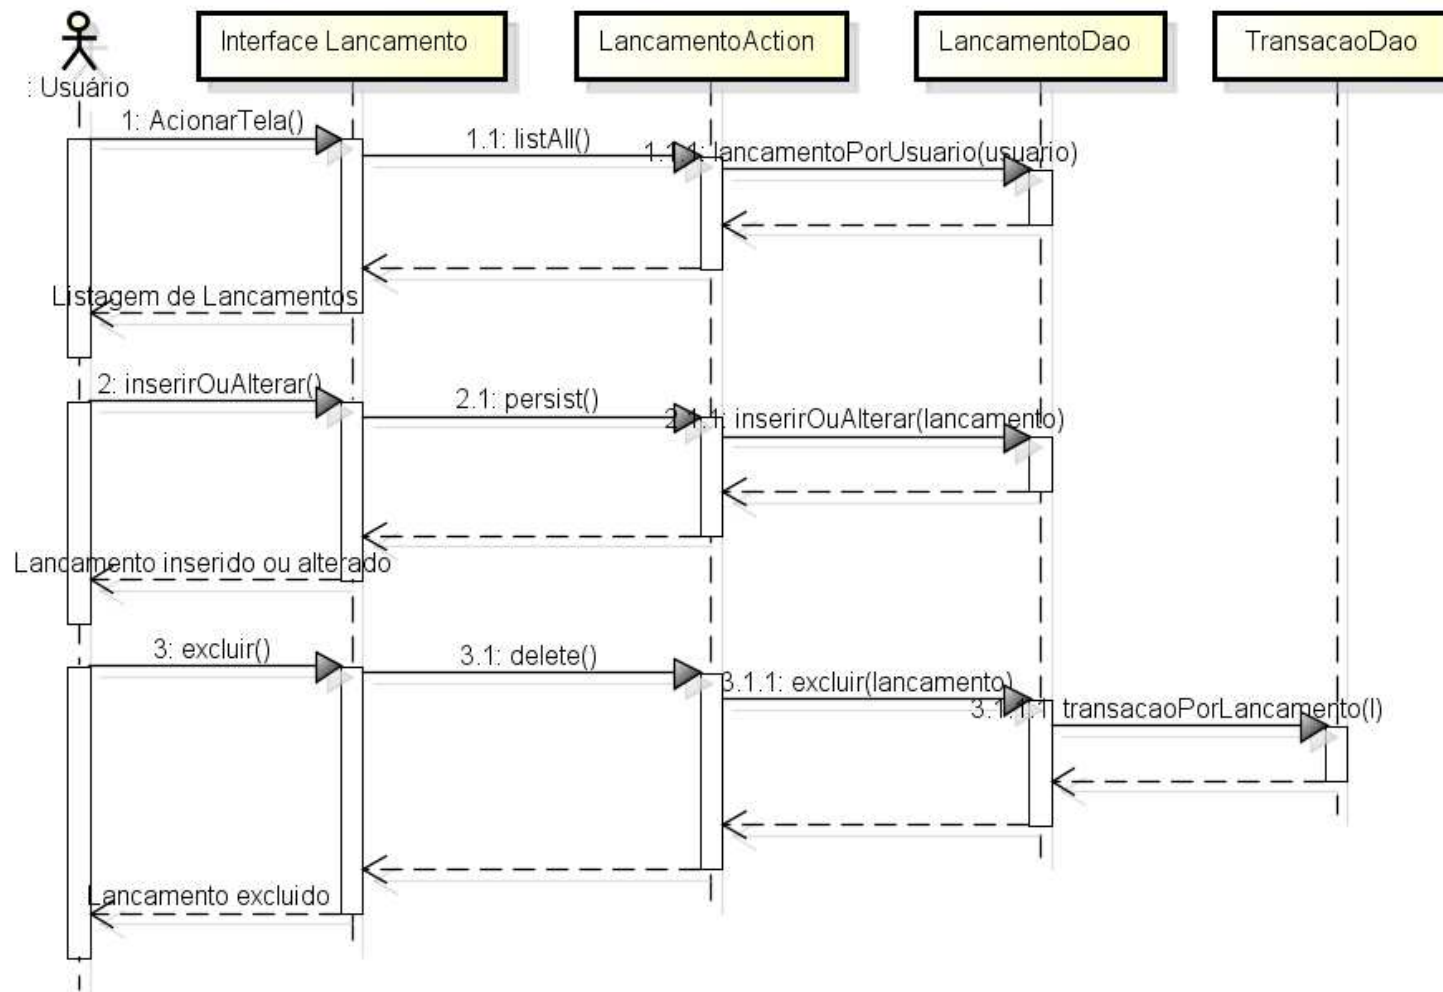 : Usuário
Interface Lancamento
LancamentoAction
LancamentoDao
TransacaoDao
1: AcionarTela()
1.1: listAll()
1.1.1: lancamentoPorUsuario(usuario)
Listagem de Lancamentos
2: inserirOuAlterar()
2.1: persist()
2.1.1: inserirOuAlterar(lancamento)
Lancamento inserido ou alterado
3: excluir()
3.1: delete()
3.1.1: excluir(lancamento)
3.1.1.1: transacaoPorLancamento(l)
Lancamento excluido